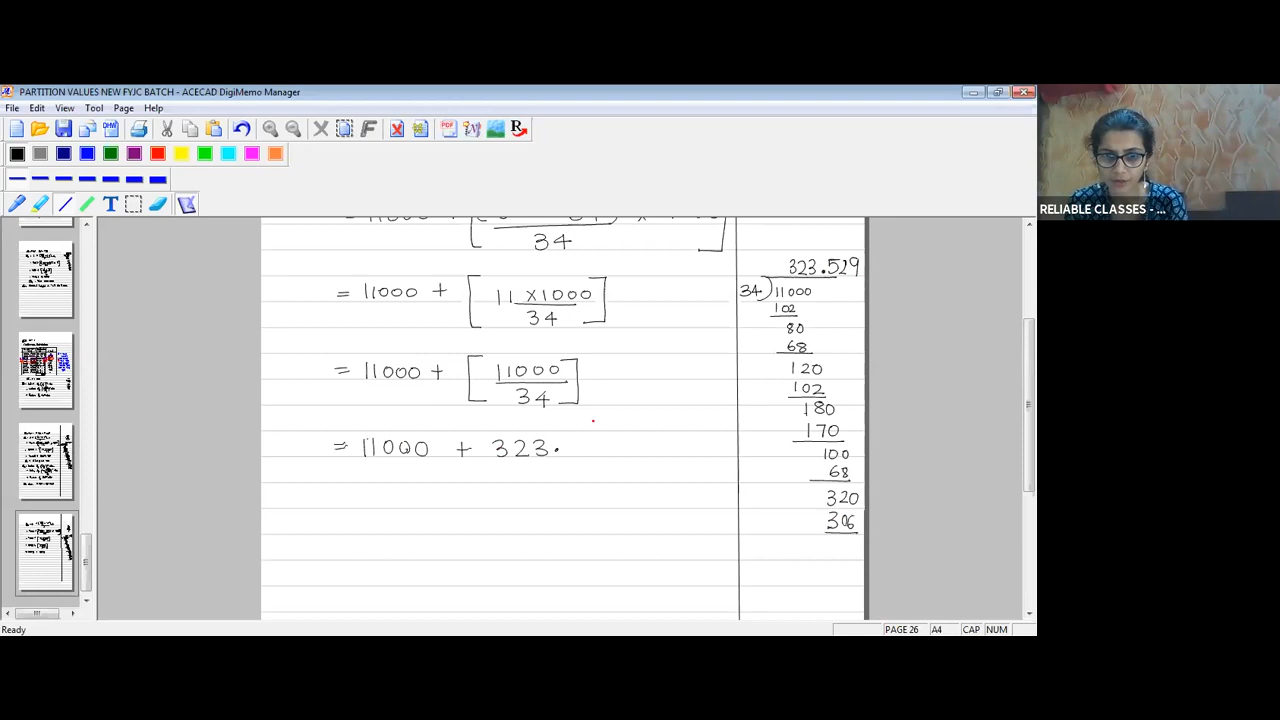 PARTITION VALUES NEW FYJC BATCH - ACECAD DigiMemo Manager
File Edit View Tool Page Help
34
= 11000 + [ 11 x 1000
34 ]
= 11000 + [ 11000
34 ]
= 11000 + 323.
323.529
34) 11000
102
80
68
120
102
180
170
100
68
320
306
RELIABLE CLASSES - ...
Ready
PAGE 26 A4 CAP NUM